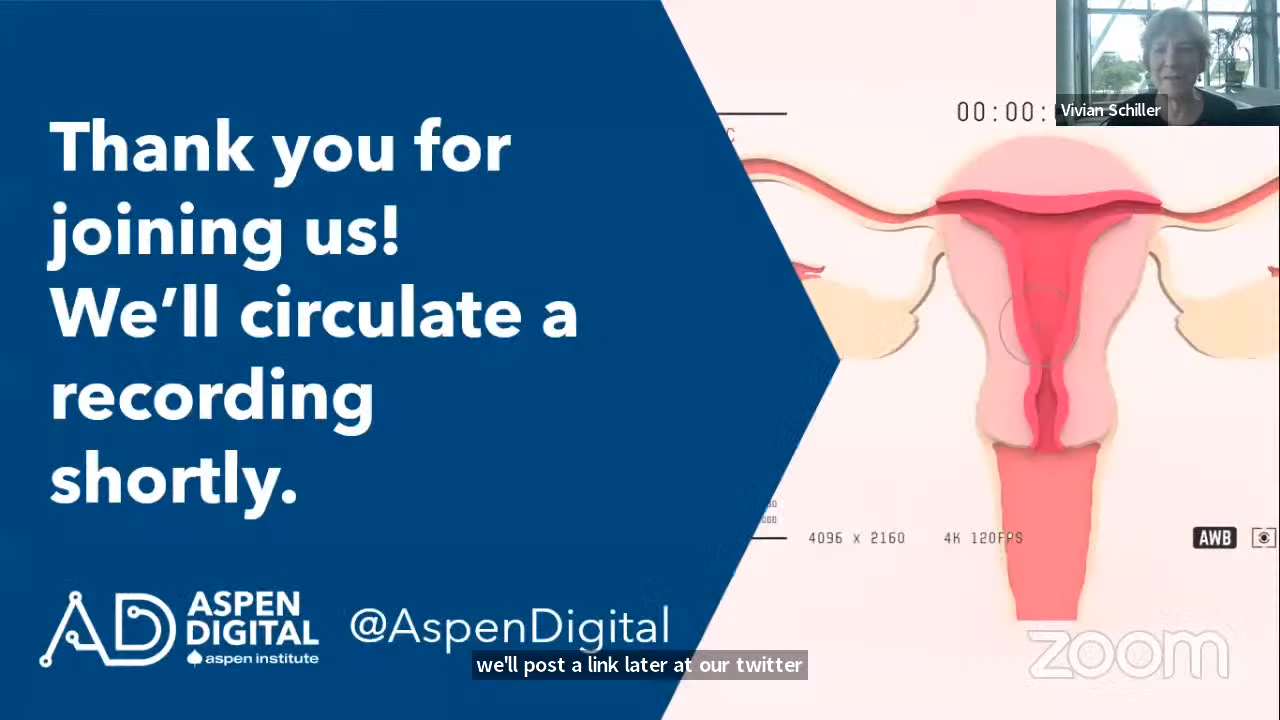 Thank you for
joining us!
We'll circulate a
recording
shortly.
AD ASPEN
DIGITAL
aspen institute
@AspenDigital
we'll post a link later at our twitter
00:00:
Vivian Schiller
C
4096 x 2160
4K 120FPS
AWB
zoom